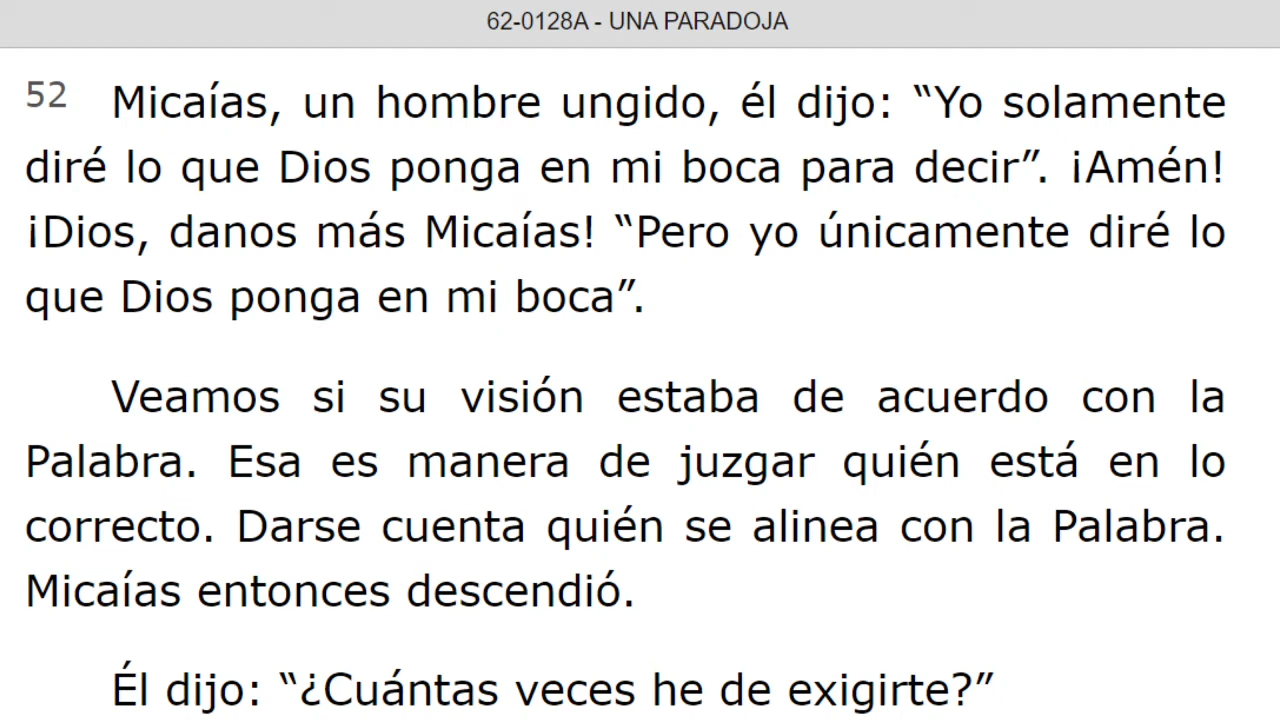 62-0128A - UNA PARADOJA
52 Micaías, un hombre ungido, él dijo: “Yo solamente
diré lo que Dios ponga en mi boca para decir”. ¡Amén!
¡Dios, danos más Micaías! “Pero yo únicamente diré lo
que Dios ponga en mi boca”.
Veamos si su visión estaba de acuerdo con la
Palabra. Esa es manera de juzgar quién está en lo
correcto. Darse cuenta quién se alinea con la Palabra.
Micaías entonces descendió.
Él dijo: “¿Cuántas veces he de exigirte?”